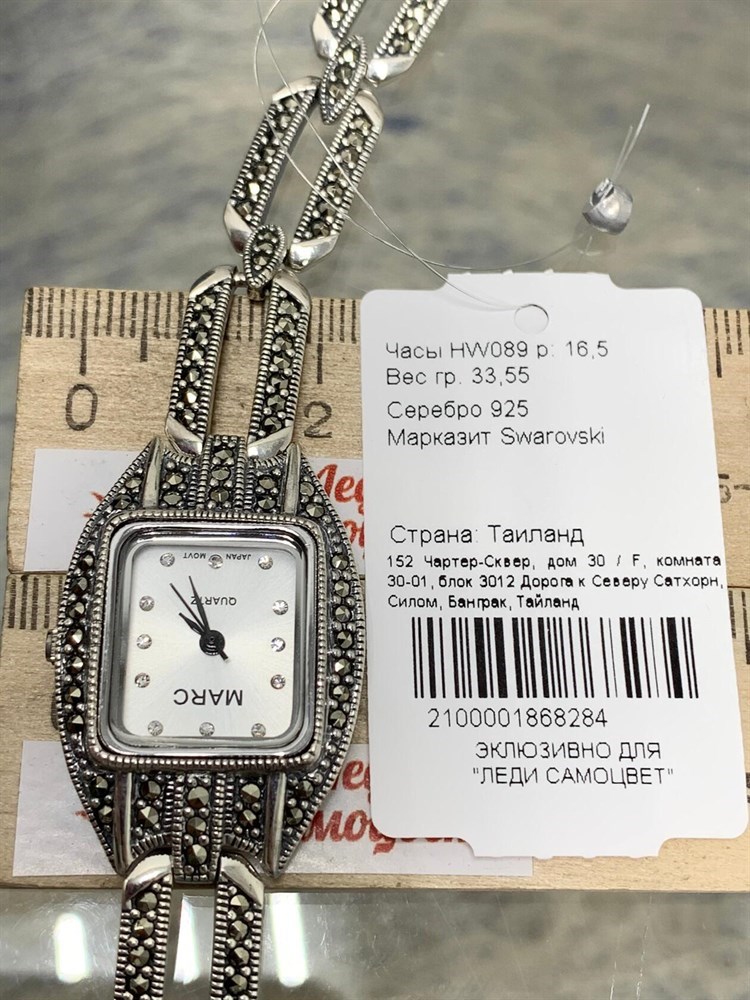 Часы HW089 р: 16,5
Вес гр. 33,55
Серебро 925
Марказит Swarovski
Страна: Таиланд
152 Чартер-Сквер, дом 30 / F, комната
30-01, блок 3012 Дорога к Северу Сатхорн,
Силом, Банграк, Тайланд
2100001868284
ЭКЛЮЗИВНО ДЛЯ
"ЛЕДИ САМОЦВЕТ"
MARC
QUARTZ
JAPAN MOVT
0
2